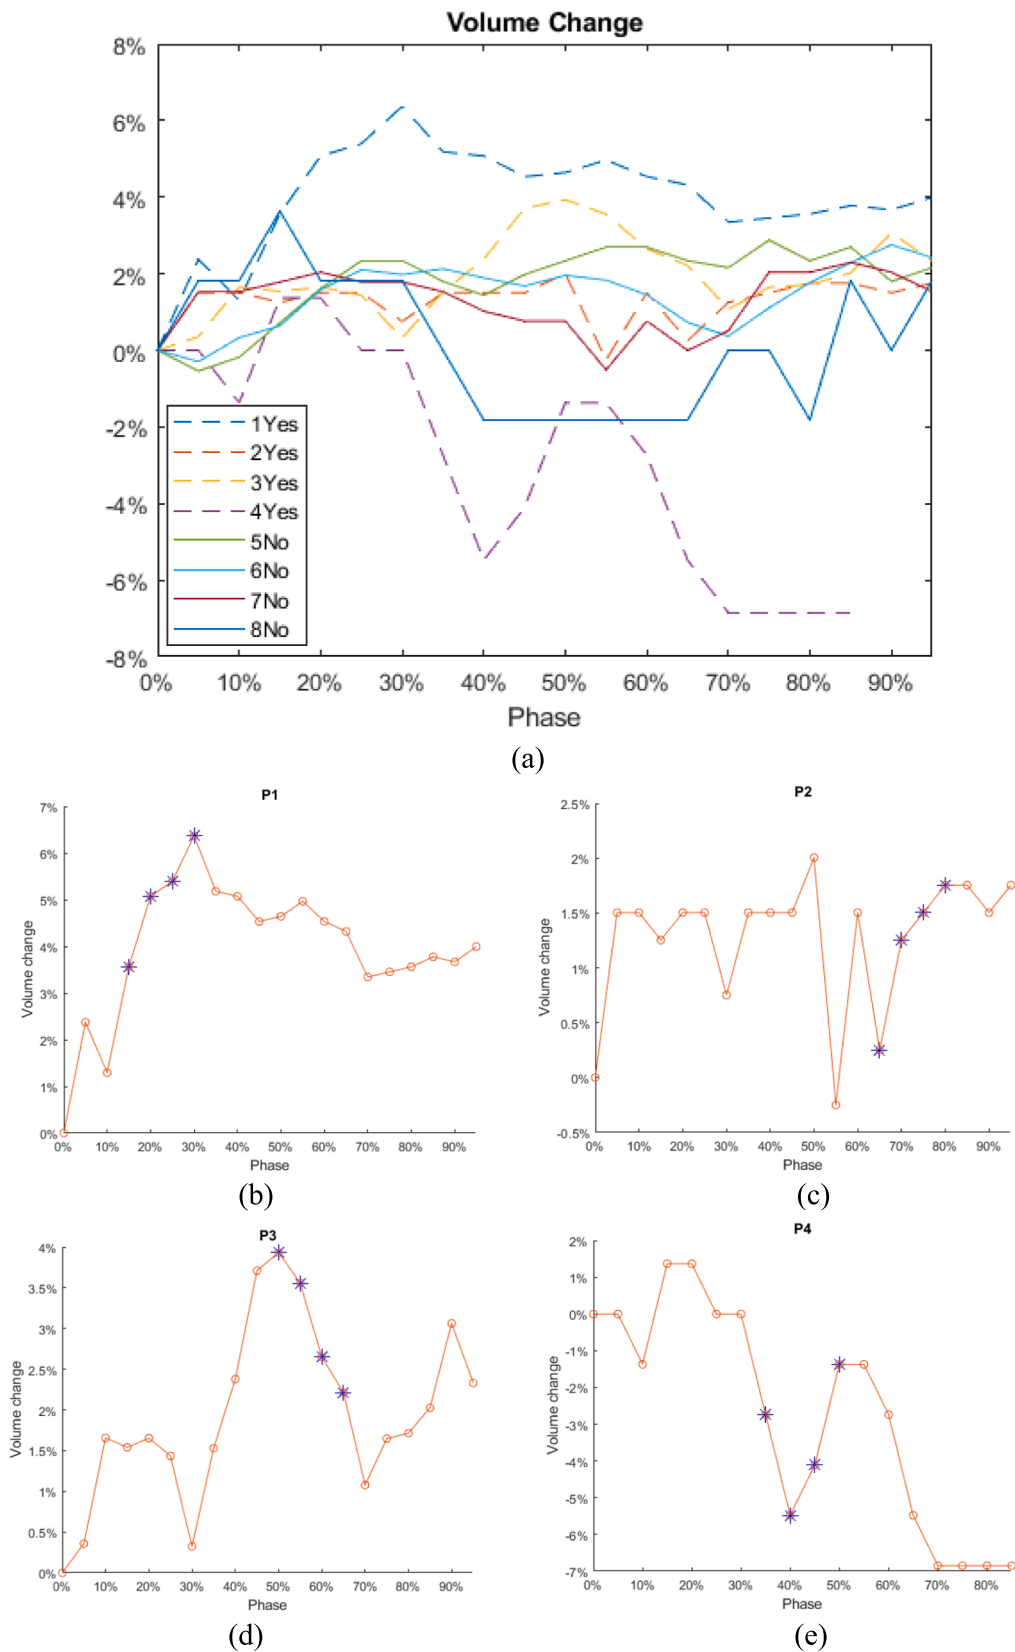 Volume Change
8%
6%
4%
2%
0%
-2%
-4%
-6%
-8%
1Yes
2Yes
3Yes
4Yes
5No
6No
7No
8No
0% 10% 20% 30% 40% 50% 60% 70% 80% 90%
Phase
(a)
P1
7%
6%
5%
4%
3%
2%
1%
0%
Volume change
0% 10% 20% 30% 40% 50% 60% 70% 80% 90%
Phase
(b)
P2
2.5%
2%
1.5%
1%
0.5%
0%
-0.5%
Volume change
0% 10% 20% 30% 40% 50% 60% 70% 80% 90%
Phase
(c)
P3
4%
3.5%
3%
2.5%
2%
1.5%
1%
0.5%
0%
Volume change
0% 10% 20% 30% 40% 50% 60% 70% 80% 90%
Phase
(d)
P4
2%
1%
0%
-1%
-2%
-3%
-4%
-5%
-6%
-7%
Volume change
0% 10% 20% 30% 40% 50% 60% 70% 80%
Phase
(e)